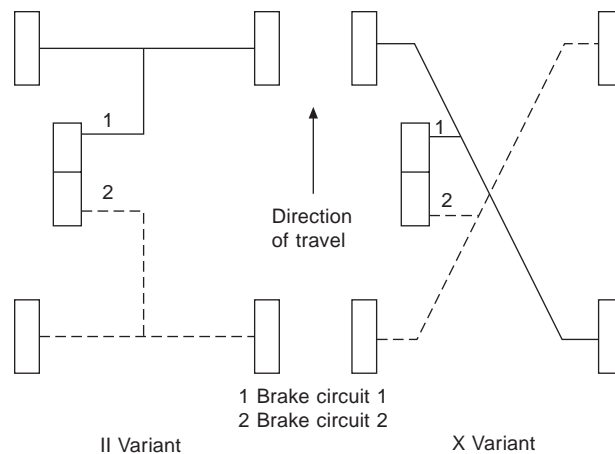 1
2
1
2
Direction
of travel
1 Brake circuit 1
2 Brake circuit 2
II Variant
X Variant